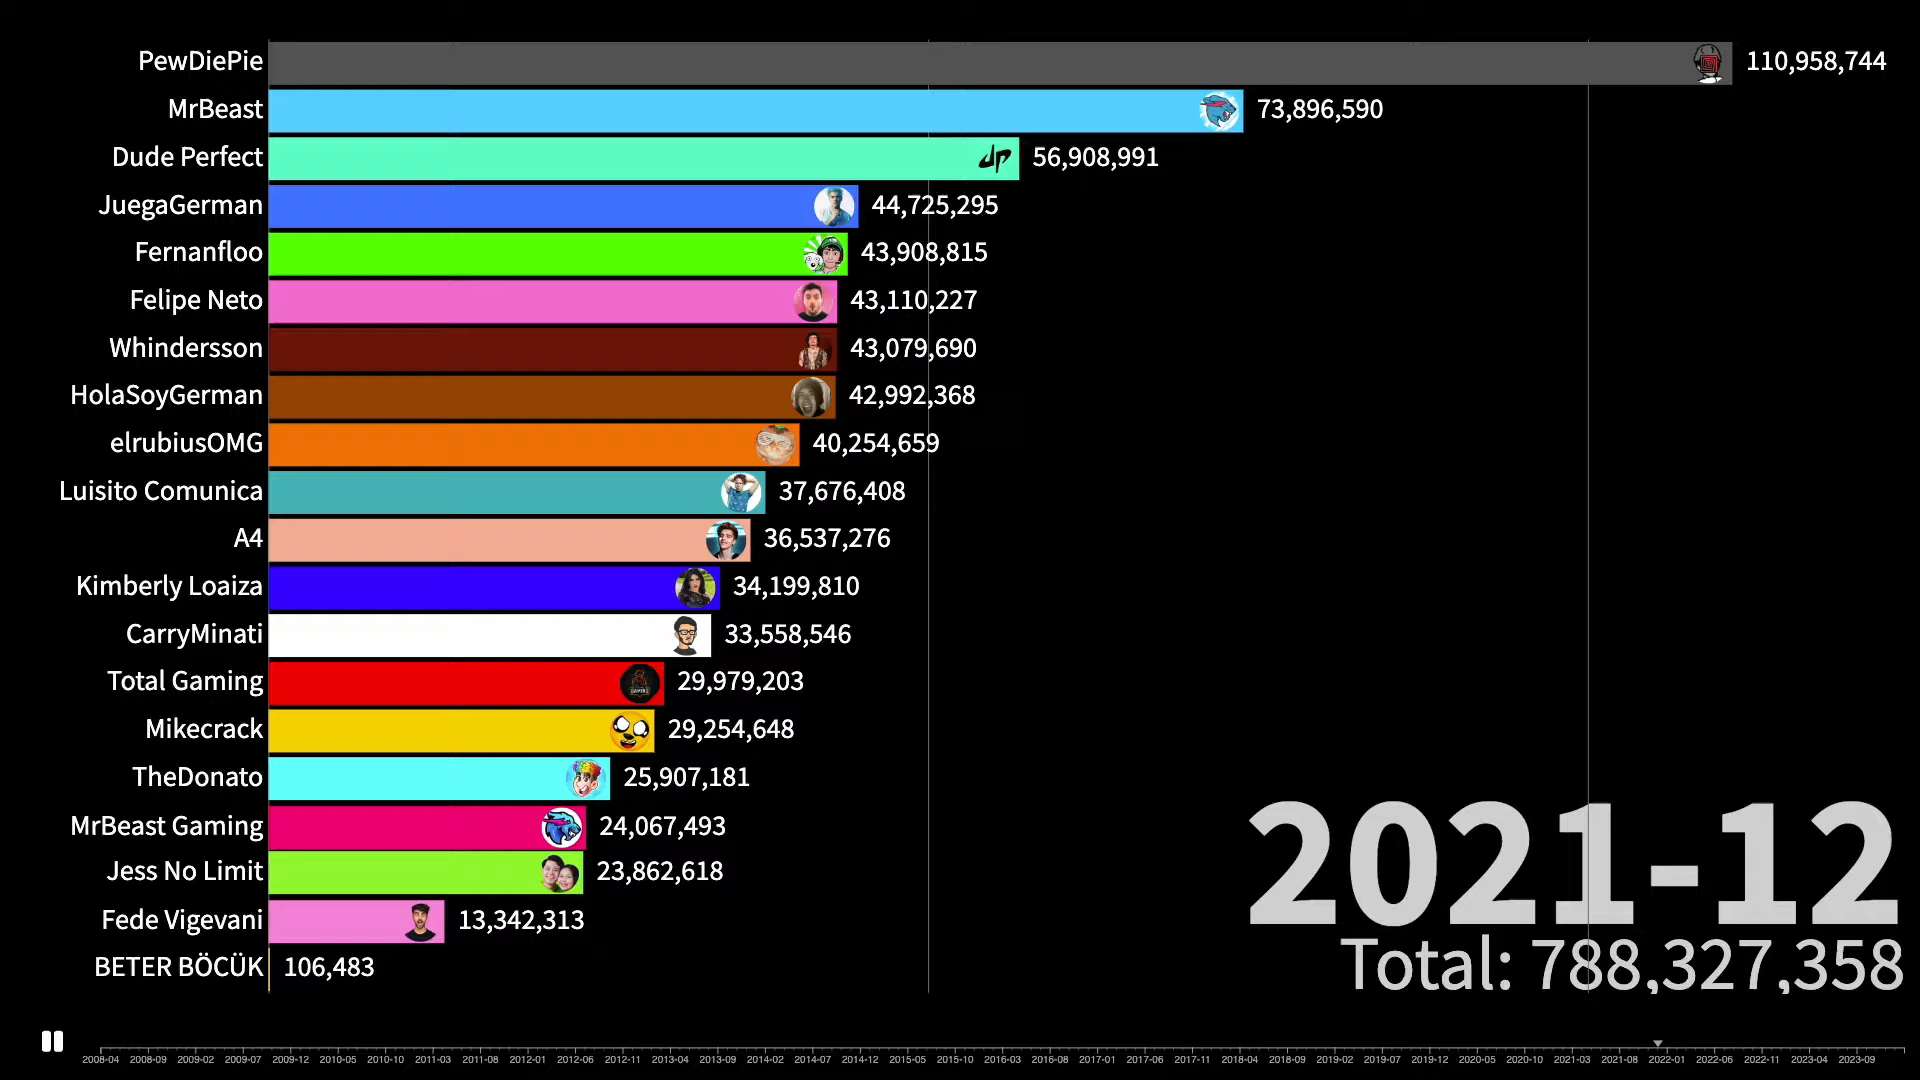 PewDiePie 110,958,744
MrBeast 73,896,590
Dude Perfect dp 56,908,991
JuegaGerman 44,725,295
Fernanfloo 43,908,815
Felipe Neto 43,110,227
Whindersson 43,079,690
HolaSoyGerman 42,992,368
elrubiusOMG 40,254,659
Luisito Comunica 37,676,408
A4 36,537,276
Kimberly Loaiza 34,199,810
CarryMinati 33,558,546
Total Gaming 29,979,203
Mikecrack 29,254,648
TheDonato 25,907,181
MrBeast Gaming 24,067,493
Jess No Limit 23,862,618
Fede Vigevani 13,342,313
BETER BÖCÜK 106,483
2021-12
Total: 788,327,358
2008-04 2008-09 2009-02 2009-07 2009-12 2010-05 2010-10 2011-03 2011-08 2012-01 2012-06 2012-11 2013-04 2013-09 2014-02 2014-07 2014-12 2015-05 2015-10 2016-03 2016-08 2017-01 2017-06 2017-11 2018-04 2018-09 2019-02 2019-07 2019-12 2020-05 2020-10 2021-03 2021-08 2022-01 2022-06 2022-11 2023-04 2023-09